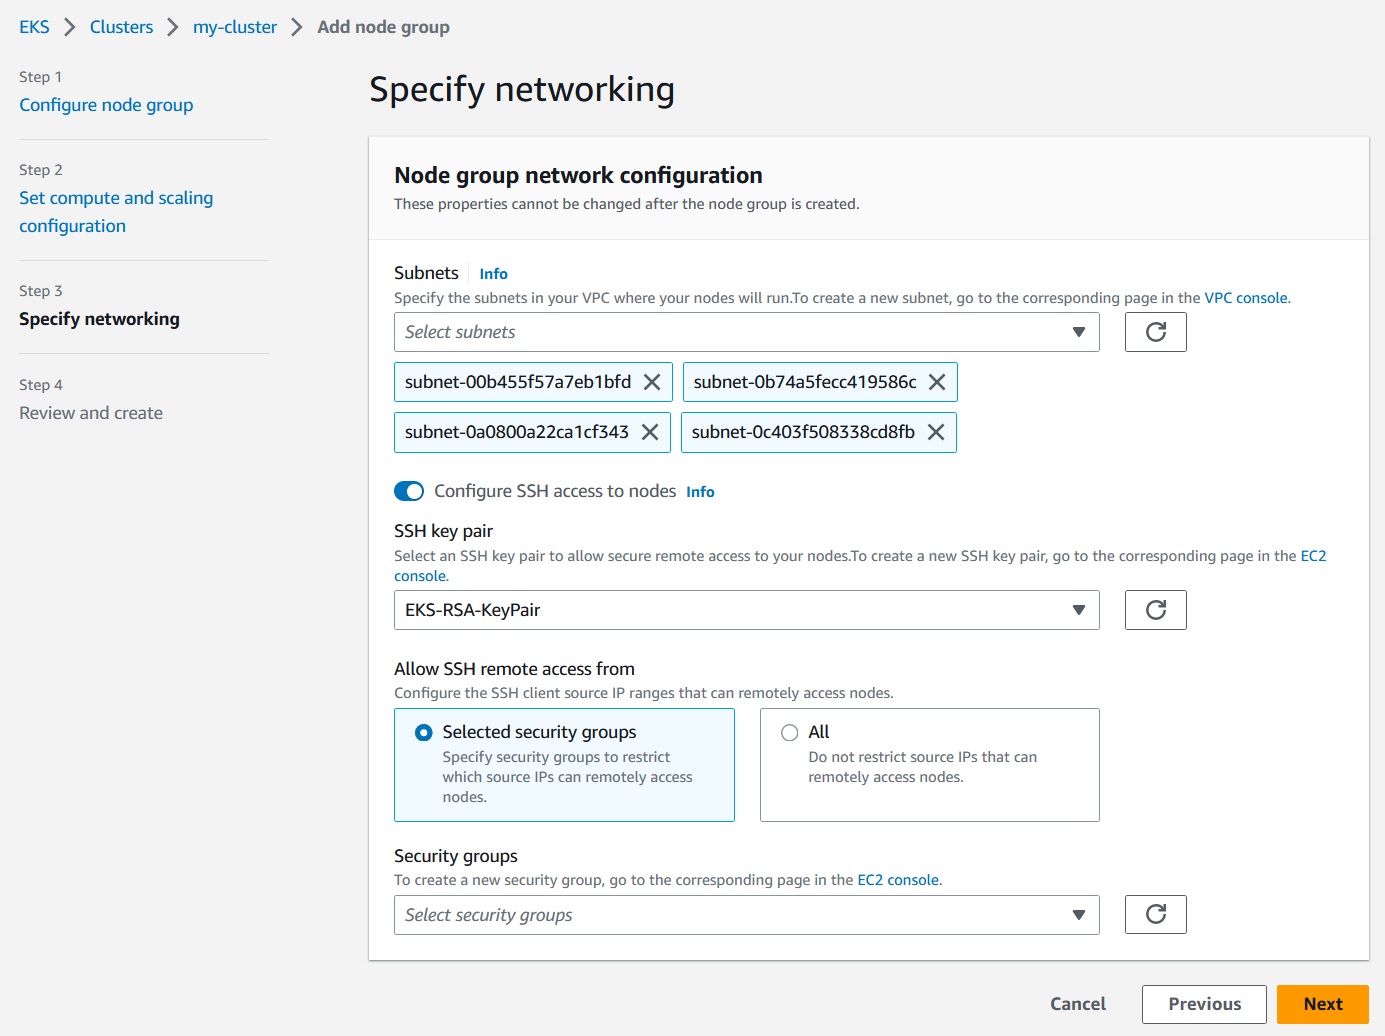 EKS > Clusters > my-cluster > Add node group
Step 1
Configure node group
Step 2
Set compute and scaling
configuration
Step 3
Specify networking
Step 4
Review and create
Specify networking
Node group network configuration
These properties cannot be changed after the node group is created.
Subnets Info
Specify the subnets in your VPC where your nodes will run.To create a new subnet, go to the corresponding page in the VPC console.
Select subnets
subnet-00b455f57a7eb1bfd subnet-0b74a5fecc419586c
subnet-0a0800a22ca1cf343 subnet-0c403f508338cd8fb
Configure SSH access to nodes Info
SSH key pair
Select an SSH key pair to allow secure remote access to your nodes.To create a new SSH key pair, go to the corresponding page in the EC2
console.
EKS-RSA-KeyPair
Allow SSH remote access from
Configure the SSH client source IP ranges that can remotely access nodes.
Selected security groups
Specify security groups to restrict
which source IPs can remotely access
nodes.
All
Do not restrict source IPs that can
remotely access nodes.
Security groups
To create a new security group, go to the corresponding page in the EC2 console.
Select security groups
Cancel Previous Next